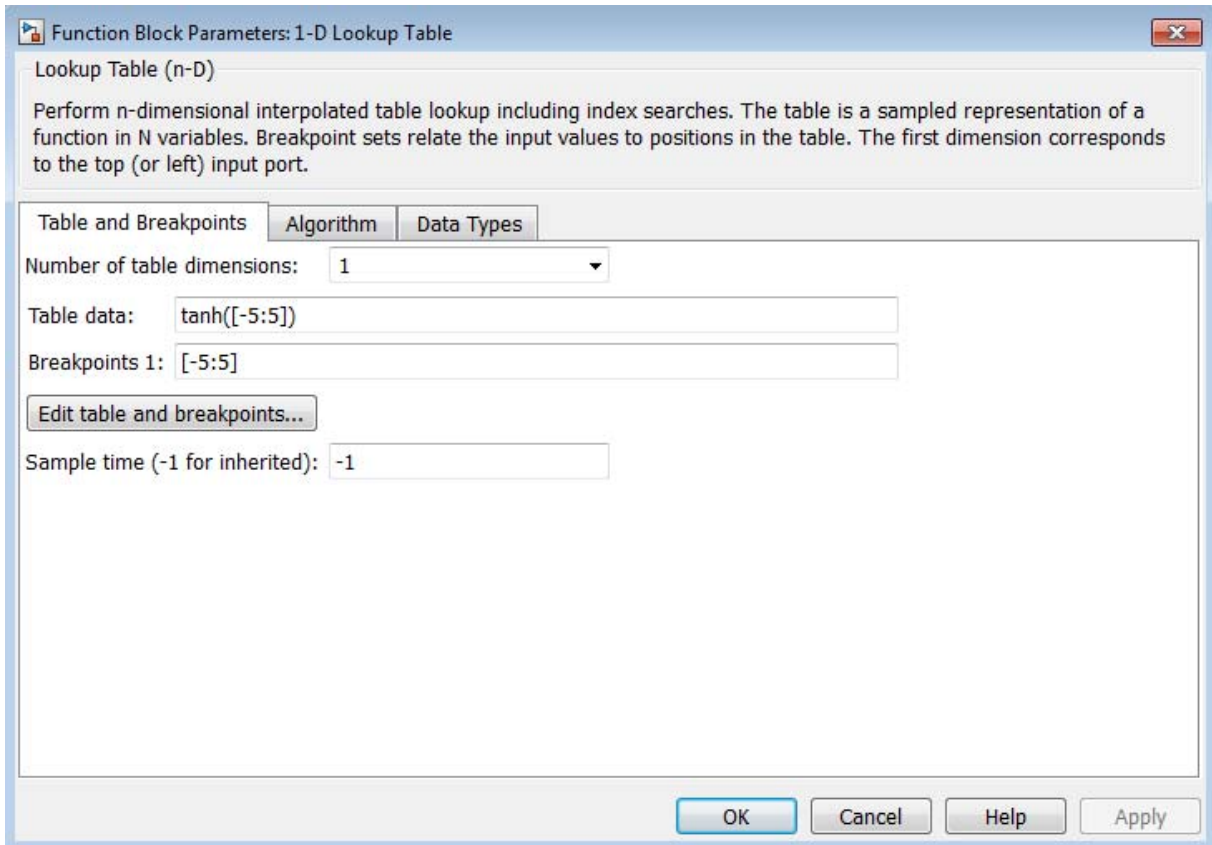 Function Block Parameters: 1-D Lookup Table
Lookup Table (n-D)
Perform n-dimensional interpolated table lookup including index searches. The table is a sampled representation of a
function in N variables. Breakpoint sets relate the input values to positions in the table. The first dimension corresponds
to the top (or left) input port.
Table and Breakpoints Algorithm Data Types
Number of table dimensions: 1
Table data: tanh([-5:5])
Breakpoints 1: [-5:5]
Edit table and breakpoints...
Sample time (-1 for inherited): -1
OK Cancel Help Apply